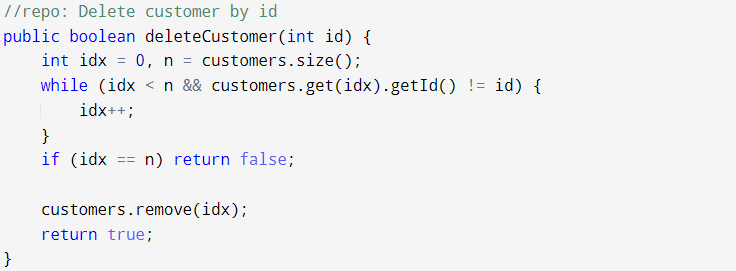 //repo: Delete customer by id
public boolean deleteCustomer(int id) {
    int idx = 0, n = customers.size();
    while (idx < n && customers.get(idx).getId() != id) {
        idx++;
    }
    if (idx == n) return false;

    customers.remove(idx);
    return true;
}